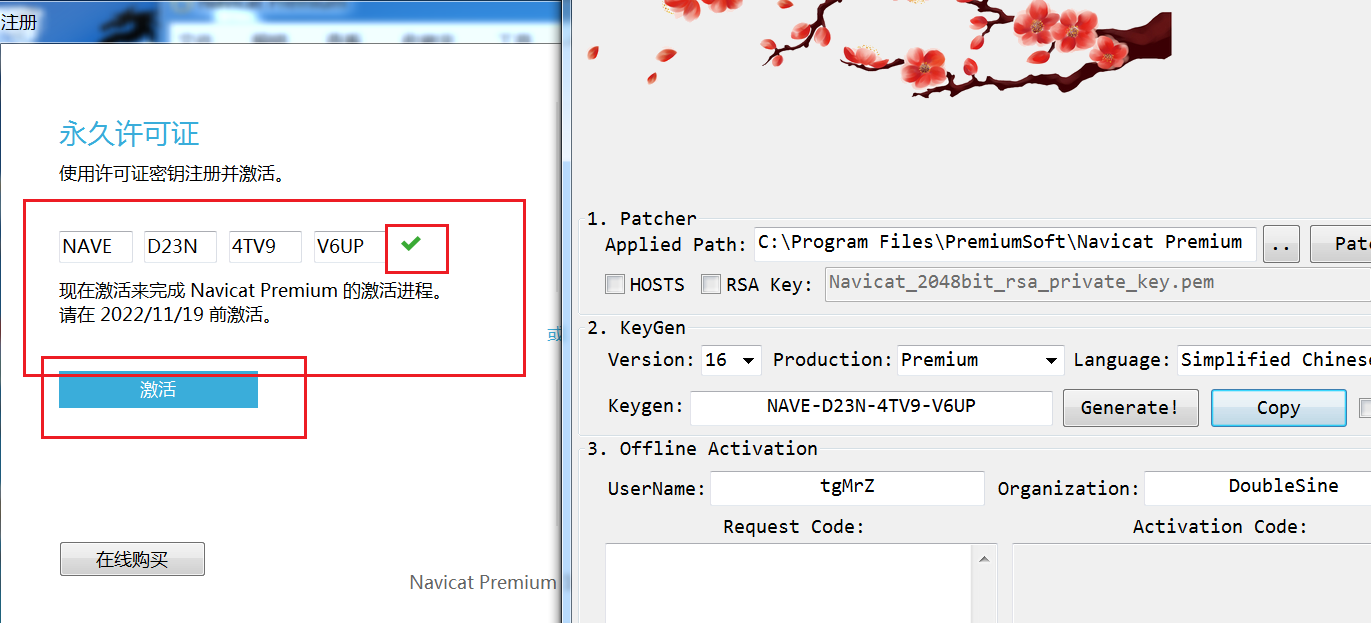 注册
永久许可证
使用许可证密钥注册并激活。
NAVE D23N 4TV9 V6UP
现在激活来完成 Navicat Premium 的激活进程。
请在 2022/11/19 前激活。
或
激活
在线购买
Navicat Premium
1. Patcher
Applied Path: C:\Program Files\PremiumSoft\Navicat Premium .. Patc
HOSTS RSA Key: Navicat_2048bit_rsa_private_key.pem
2. KeyGen
Version: 16 Production: Premium Language: Simplified Chinese
Keygen: NAVE-D23N-4TV9-V6UP Generate! Copy
3. Offline Activation
UserName: tgMrZ Organization: DoubleSine
Request Code: Activation Code: